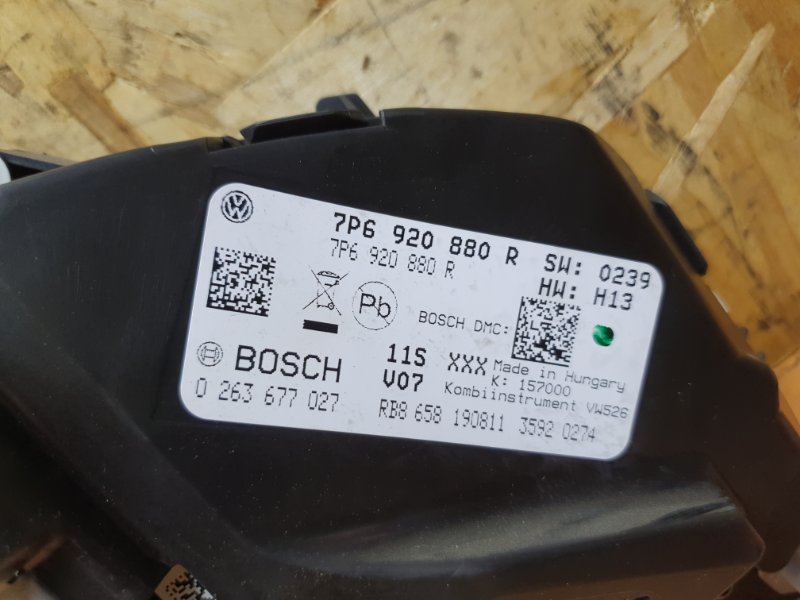 7P6 920 880 R SW: 0239
7P6 920 880 R HW: H13
Pb
BOSCH DMC:
BOSCH 11S XXX Made in Hungary
V07 K: 157000
0 263 677 027 Kombiinstrument VW526
RB8 658 190811 3592 0274